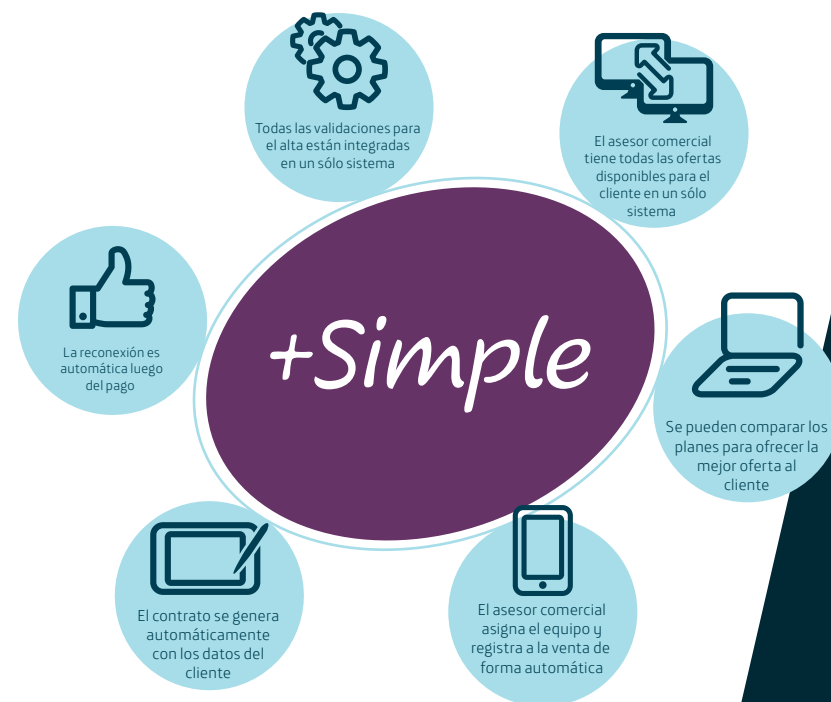 Todas las validaciones para
el alta están integradas
en un sólo sistema
El asesor comercial
tiene todas las ofertas
disponibles para el
cliente en un sólo
sistema
La reconexión es
automática luego
del pago
+Simple
Se pueden comparar los
planes para ofrecer la
mejor oferta al
cliente
El contrato se genera
automáticamente
con los datos del
cliente
El asesor comercial
asigna el equipo y
registra a la venta de
forma automática